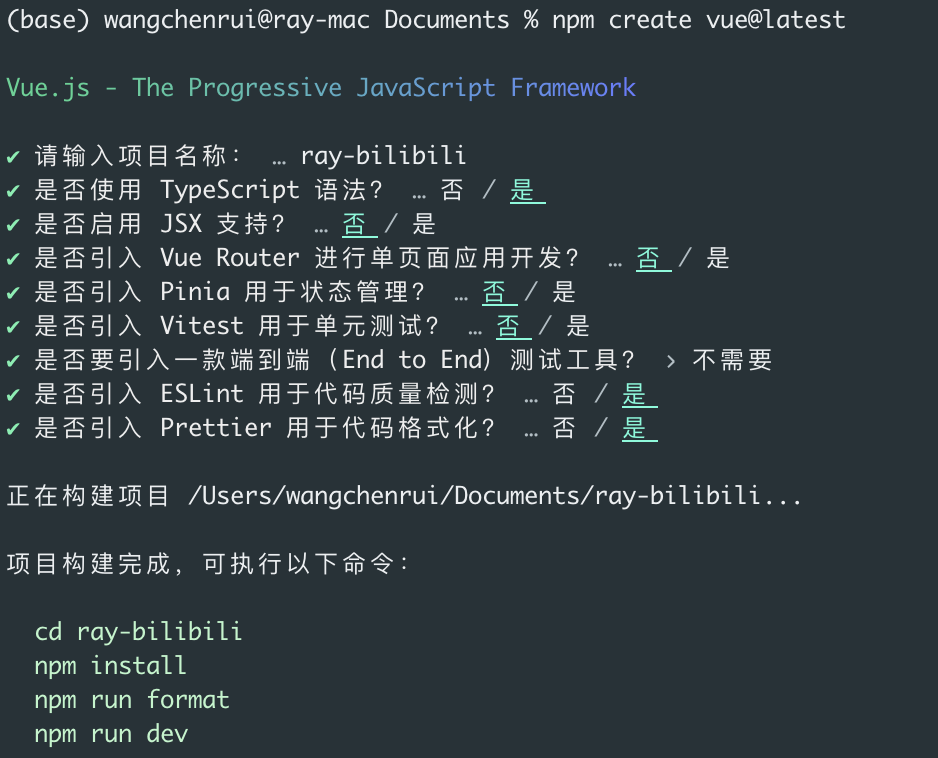 (base) wangchenrui@ray-mac Documents % npm create vue@latest
Vue.js - The Progressive JavaScript Framework
✔ 请输入项目名称： … ray-bilibili
✔ 是否使用 TypeScript 语法？ … 否 / 是
✔ 是否启用 JSX 支持？ … 否 / 是
✔ 是否引入 Vue Router 进行单页面应用开发？ … 否 / 是
✔ 是否引入 Pinia 用于状态管理？ … 否 / 是
✔ 是否引入 Vitest 用于单元测试？ … 否 / 是
✔ 是否要引入一款端到端（End to End）测试工具？ › 不需要
✔ 是否引入 ESLint 用于代码质量检测？ … 否 / 是
✔ 是否引入 Prettier 用于代码格式化？ … 否 / 是
正在构建项目 /Users/wangchenrui/Documents/ray-bilibili...
项目构建完成，可执行以下命令：
cd ray-bilibili
npm install
npm run format
npm run dev